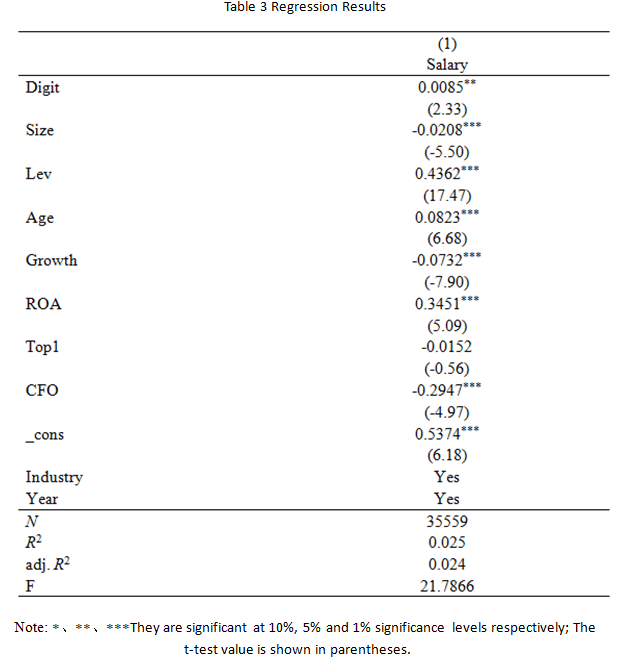 Table 3 Regression Results
(1)
Salary
Digit 0.0085**
(2.33)
Size -0.0208***
(-5.50)
Lev 0.4362***
(17.47)
Age 0.0823***
(6.68)
Growth -0.0732***
(-7.90)
ROA 0.3451***
(5.09)
Top1 -0.0152
(-0.56)
CFO -0.2947***
(-4.97)
_cons 0.5374***
(6.18)
Industry Yes
Year Yes
N 35559
R² 0.025
adj. R² 0.024
F 21.7866
Note: *、**、***They are significant at 10%, 5% and 1% significance levels respectively; The
t-test value is shown in parentheses.